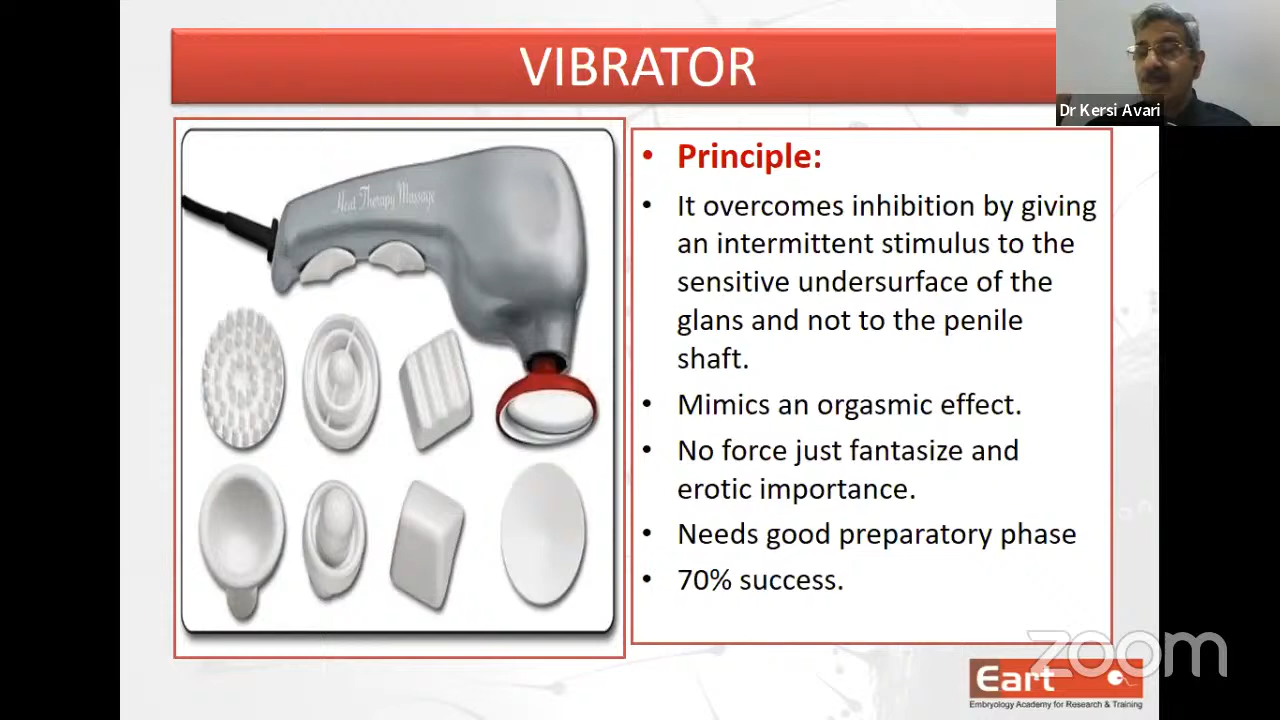 VIBRATOR
Dr Kersi Avari
Heat Therapy Massage
• Principle:
• It overcomes inhibition by giving
an intermittent stimulus to the
sensitive undersurface of the
glans and not to the penile
shaft.
• Mimics an orgasmic effect.
• No force just fantasize and
erotic importance.
• Needs good preparatory phase
• 70% success.
zoom
Eart
Embryology Academy for Research & Training